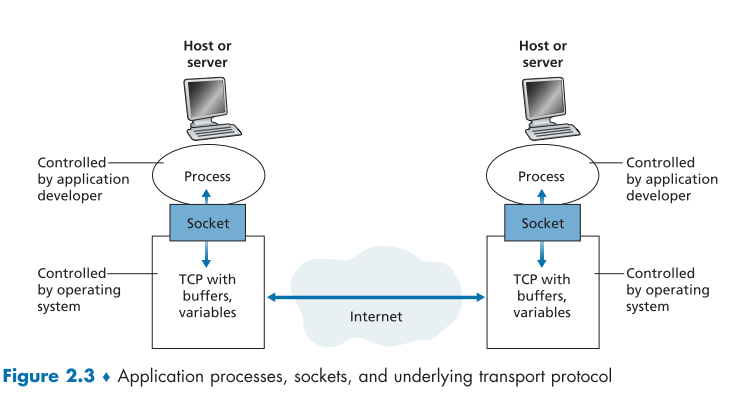 Host or
server
Host or
server
Controlled
by application
developer
Process
Process
Controlled
by application
developer
Socket
Socket
Controlled
by operating
system
TCP with
buffers,
variables
Internet
TCP with
buffers,
variables
Controlled
by operating
system
Figure 2.3 ♦ Application processes, sockets, and underlying transport protocol